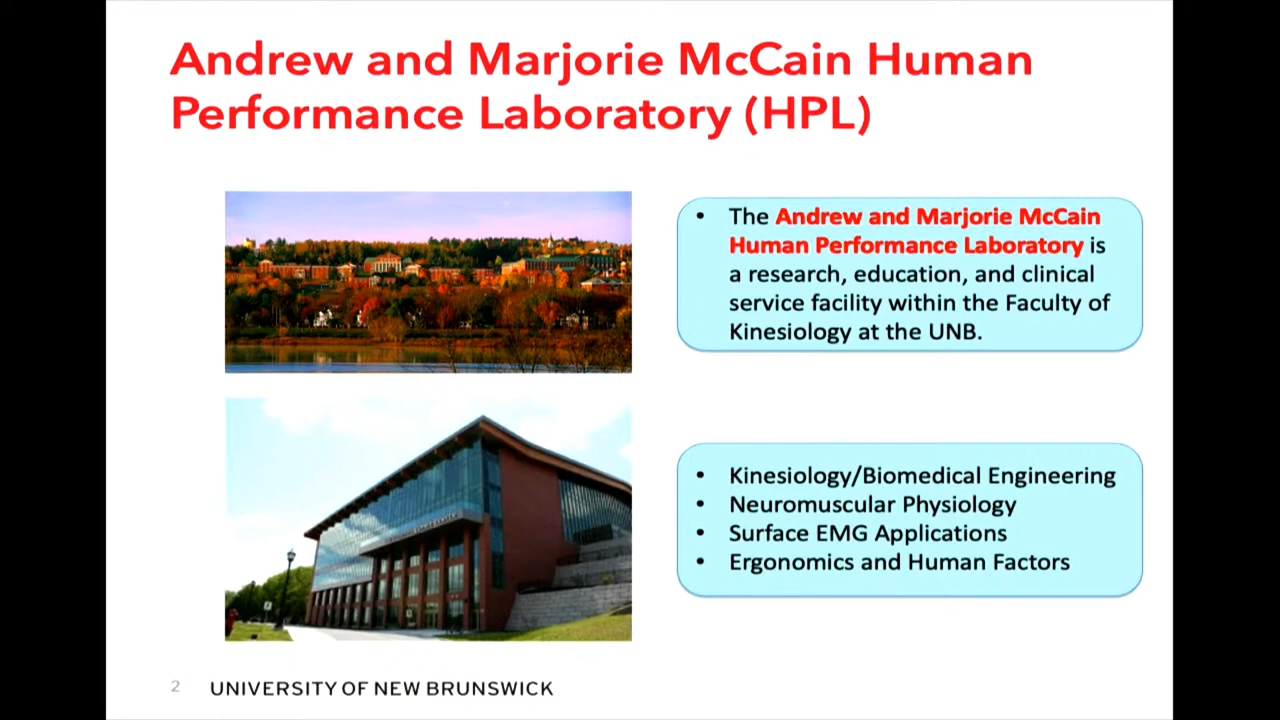 Andrew and Marjorie McCain Human
Performance Laboratory (HPL)
• The Andrew and Marjorie McCain
Human Performance Laboratory is
a research, education, and clinical
service facility within the Faculty of
Kinesiology at the UNB.
• Kinesiology/Biomedical Engineering
• Neuromuscular Physiology
• Surface EMG Applications
• Ergonomics and Human Factors
2 UNIVERSITY OF NEW BRUNSWICK